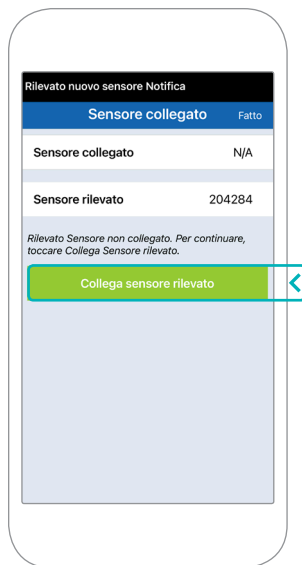 Rilevato nuovo sensore Notifica
Sensore collegato Fatto
Sensore collegato N/A
Sensore rilevato 204284
Rilevato Sensore non collegato. Per continuare,
toccare Collega Sensore rilevato.
Collega sensore rilevato